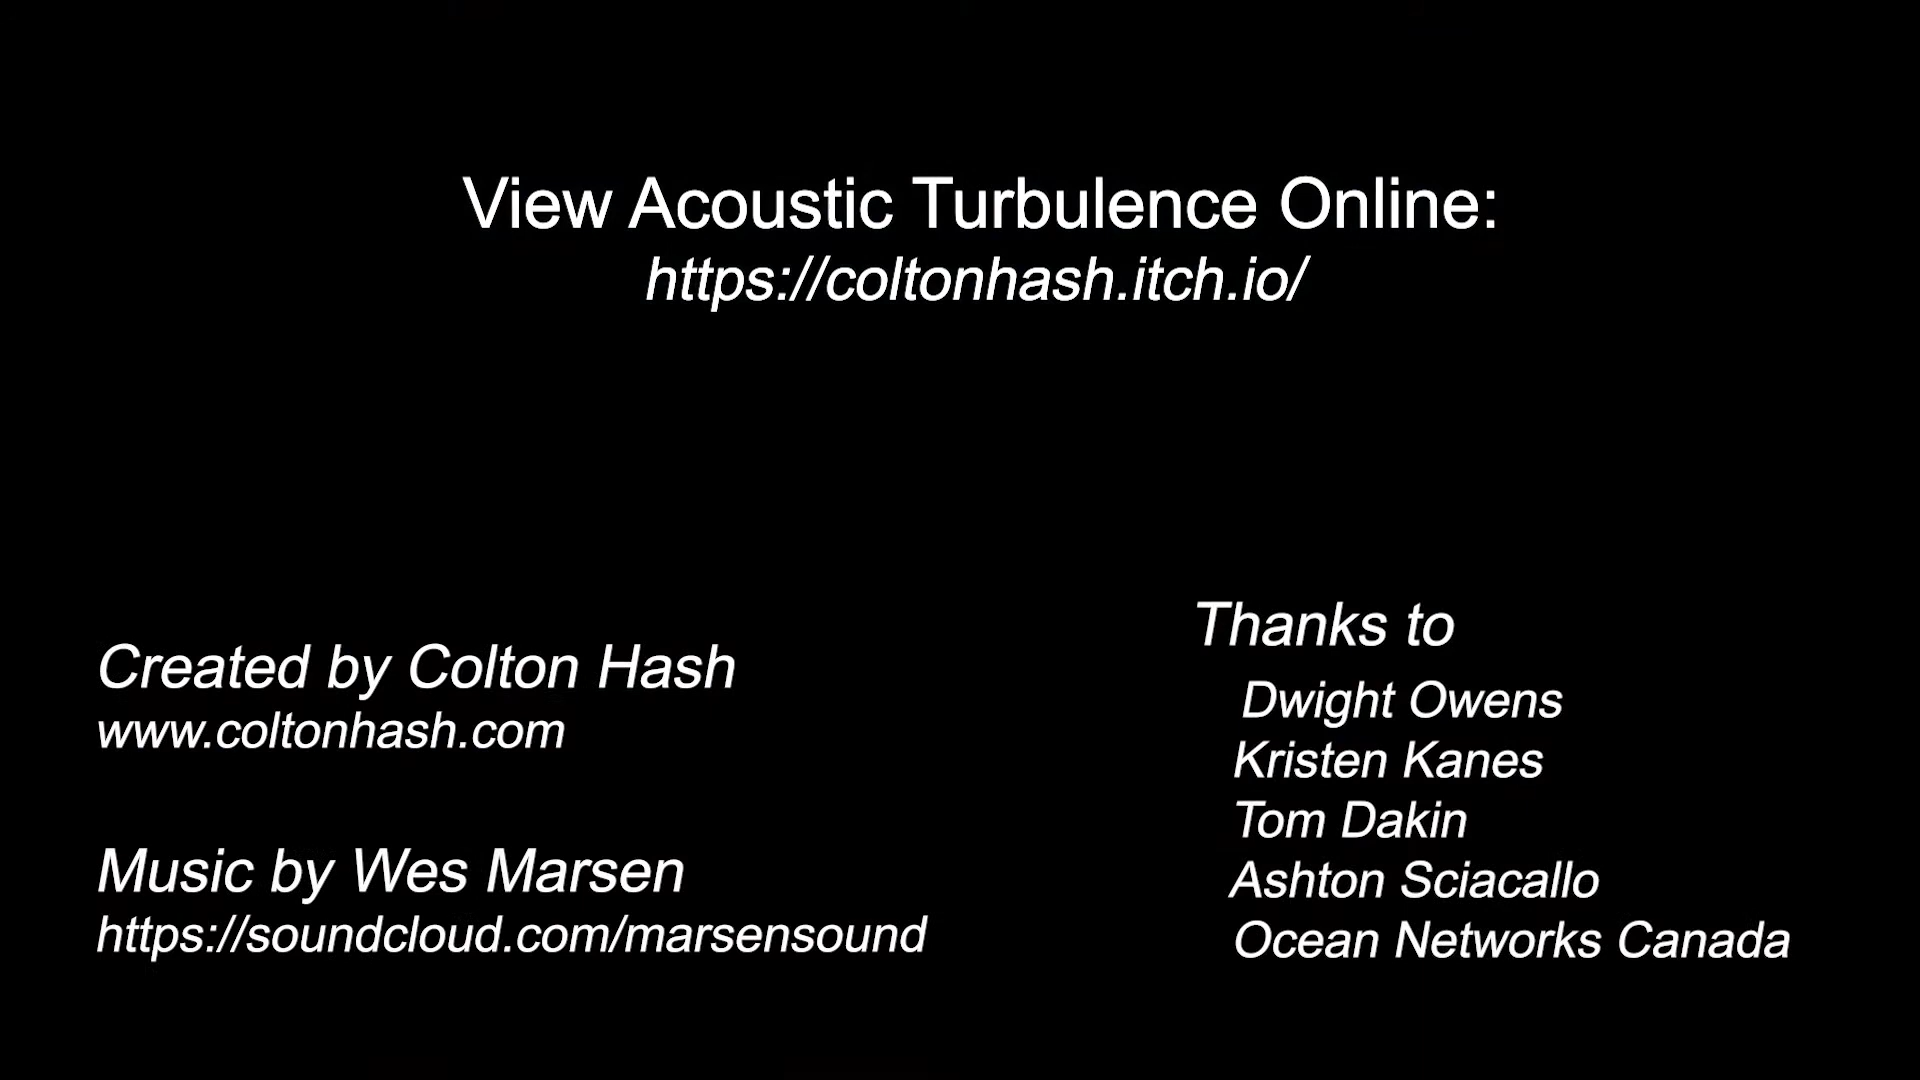 View Acoustic Turbulence Online:
https://coltonhash.itch.io/
Created by Colton Hash
www.coltonhash.com
Music by Wes Marsen
https://soundcloud.com/marsensound
Thanks to
Dwight Owens
Kristen Kanes
Tom Dakin
Ashton Sciacallo
Ocean Networks Canada